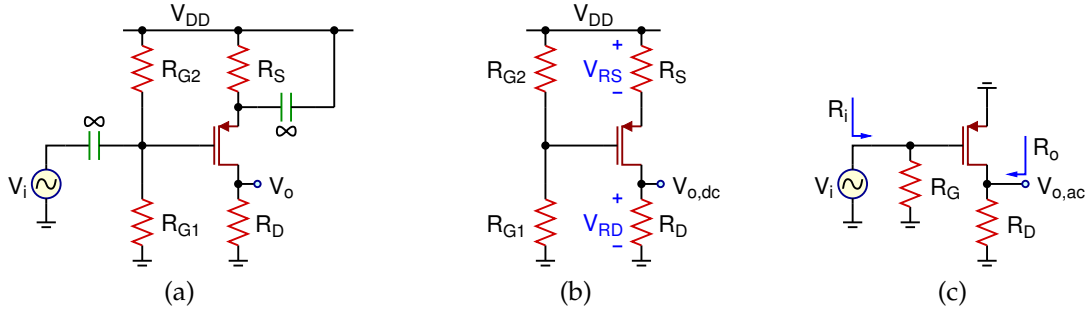 V_DD
R_G2
R_S
∞
∞
V_i
R_G1
V_o
R_D
(a)
V_DD
R_G2
+
V_RS
−
R_S
R_G1
V_o,dc
+
V_RD
−
R_D
(b)
R_i
V_i
R_G
R_o
V_o,ac
R_D
(c)